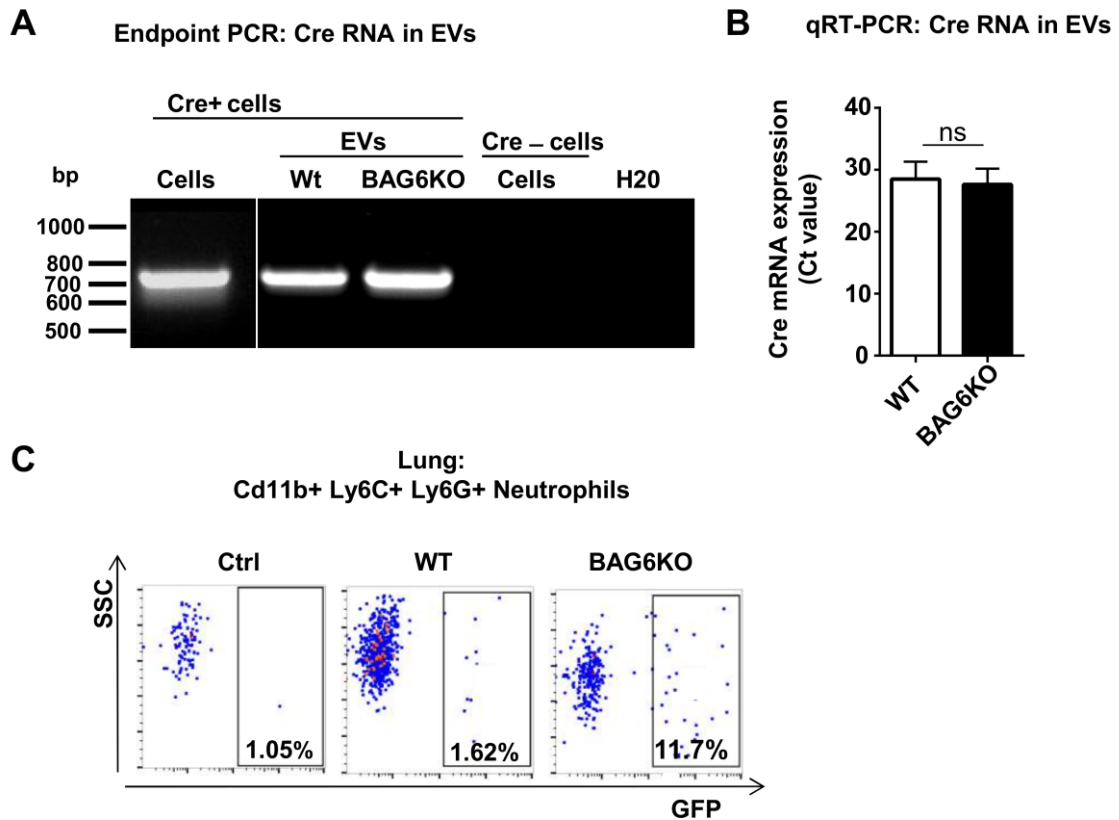 A
Endpoint PCR: Cre RNA in EVs
Cre+ cells
EVs
Cre – cells
bp
Cells
Wt
BAG6KO
Cells
H20
1000
800
700
600
500
B
qRT-PCR: Cre RNA in EVs
Cre mRNA expression
(Ct value)
40
30
20
10
0
ns
WT
BAG6KO
C
Lung:
Cd11b+ Ly6C+ Ly6G+ Neutrophils
Ctrl
WT
BAG6KO
SSC
1.05%
1.62%
11.7%
GFP